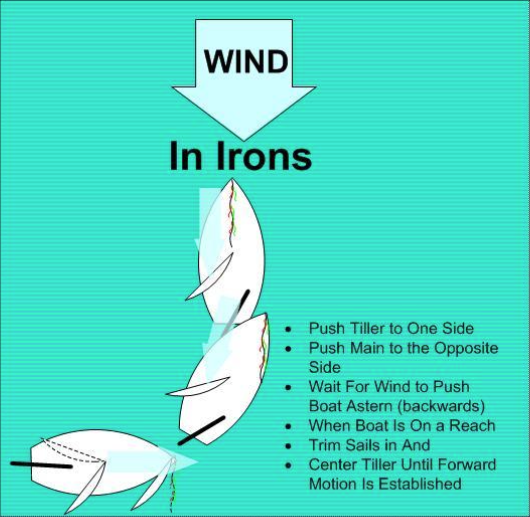 WIND
In Irons
• Push Tiller to One Side
• Push Main to the Opposite
Side
• Wait For Wind to Push
Boat Astern (backwards)
• When Boat Is On a Reach
• Trim Sails in And
• Center Tiller Until Forward
Motion Is Established